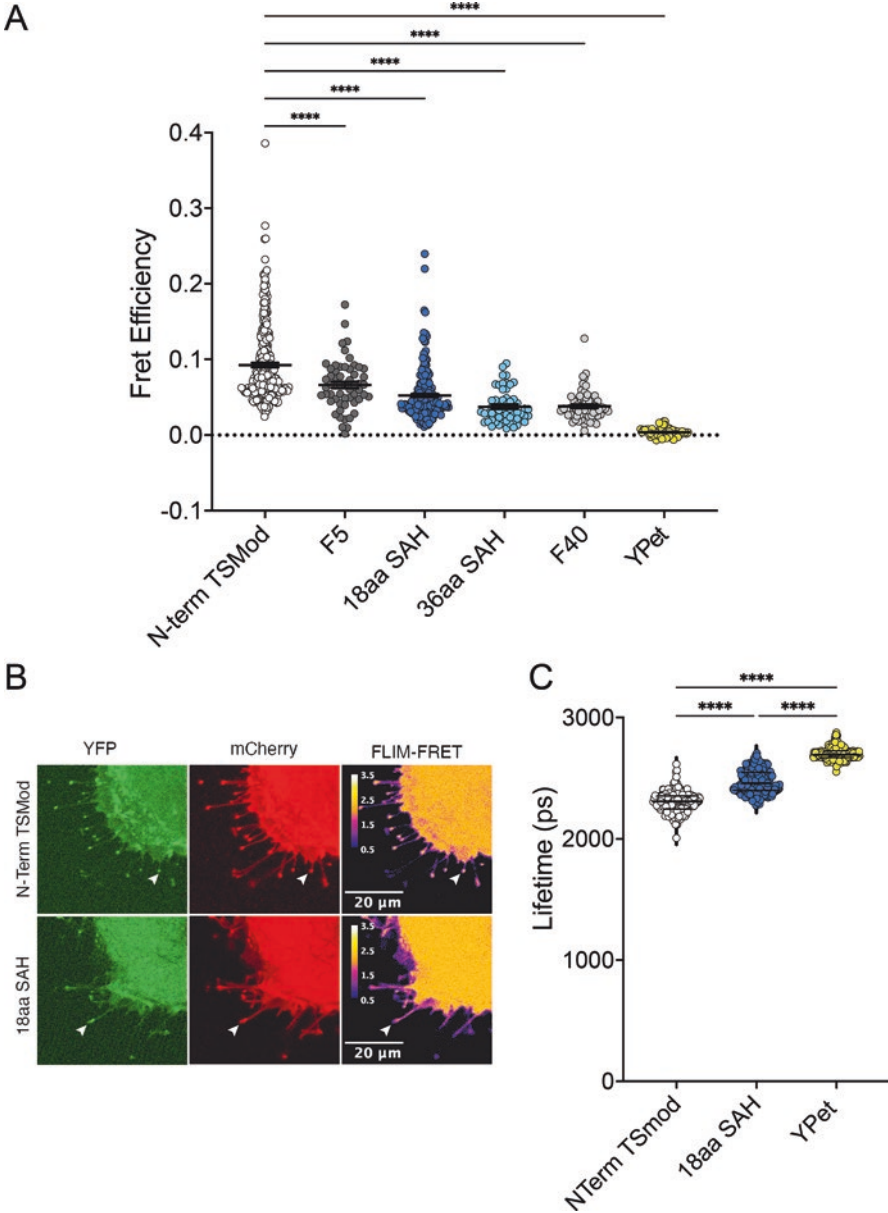 A
****
****
****
****
****
0.4
0.3
0.2
0.1
0.0
-0.1
Fret Efficiency
N-term TSMod
F5
18aa SAH
36aa SAH
F40
YPet
B
YFP
mCherry
FLIM-FRET
N-Term TSMod
3.5
2.5
1.5
0.5
20 μm
18aa SAH
3.5
2.5
1.5
0.5
20 μm
C
****
****
****
3000
2000
1000
0
Lifetime (ps)
NTerm TSmod
18aa SAH
YPet